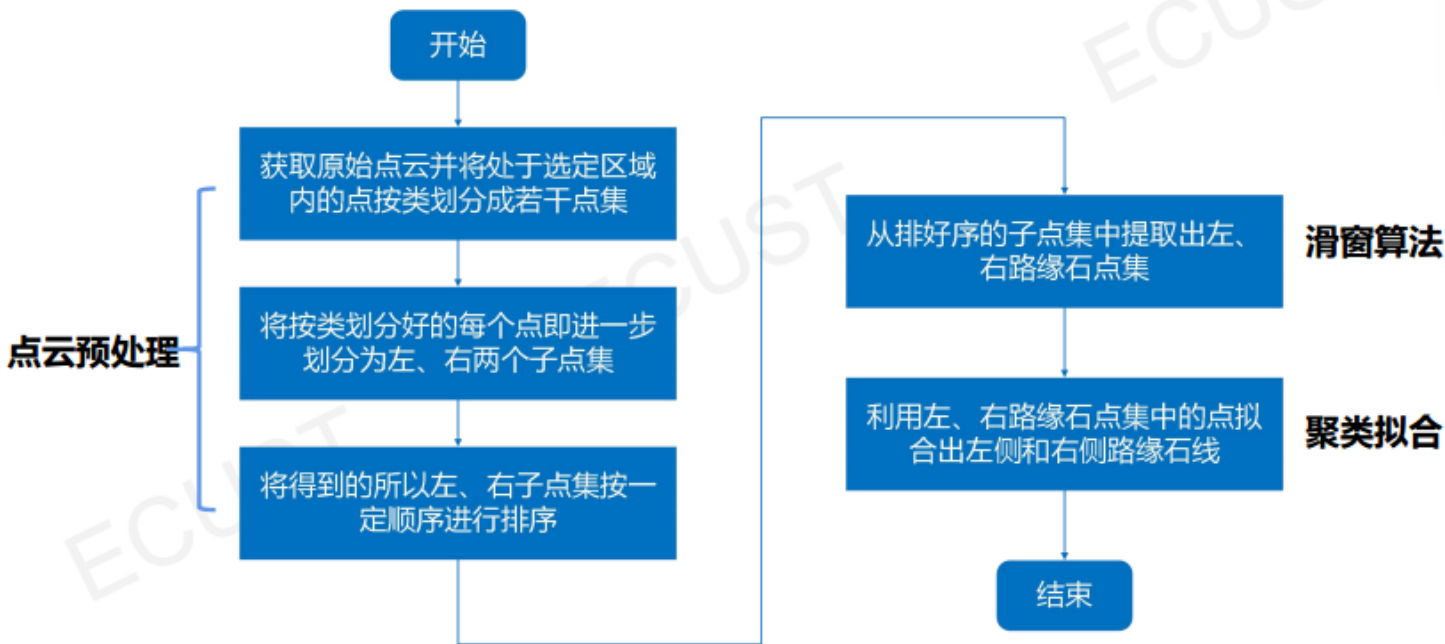 开始
获取原始点云并将处于选定区域
内的点按类划分成若干点集
将按类划分好的每个点即进一步
划分为左、右两个子点集
将得到的所以左、右子点集按一
定顺序进行排序
点云预处理
从排好序的子点集中提取出左、
右路缘石点集
滑窗算法
利用左、右路缘石点集中的点拟
合出左侧和右侧路缘石线
聚类拟合
结束
ECUST
ECUST
ECUST